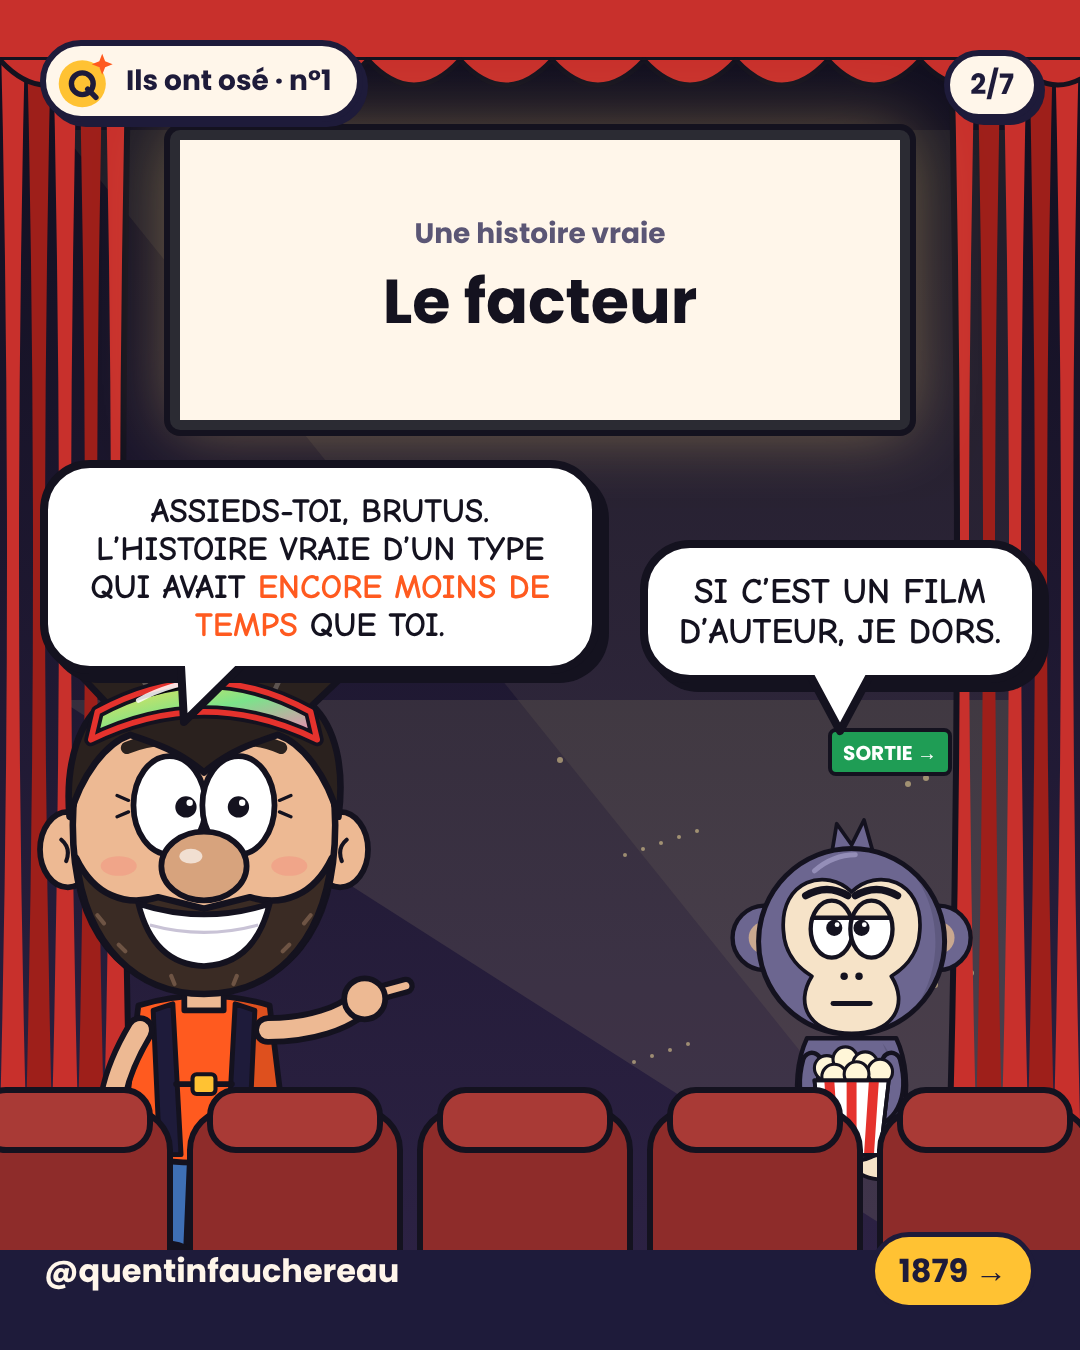 Q
Ils ont osé · n°1
2/7
Une histoire vraie
Le facteur
ASSIEDS-TOI, BRUTUS.
L'HISTOIRE VRAIE D'UN TYPE
QUI AVAIT ENCORE MOINS DE
TEMPS QUE TOI.
SI C'EST UN FILM
D'AUTEUR, JE DORS.
SORTIE →
@quentinfauchereau
1879 →